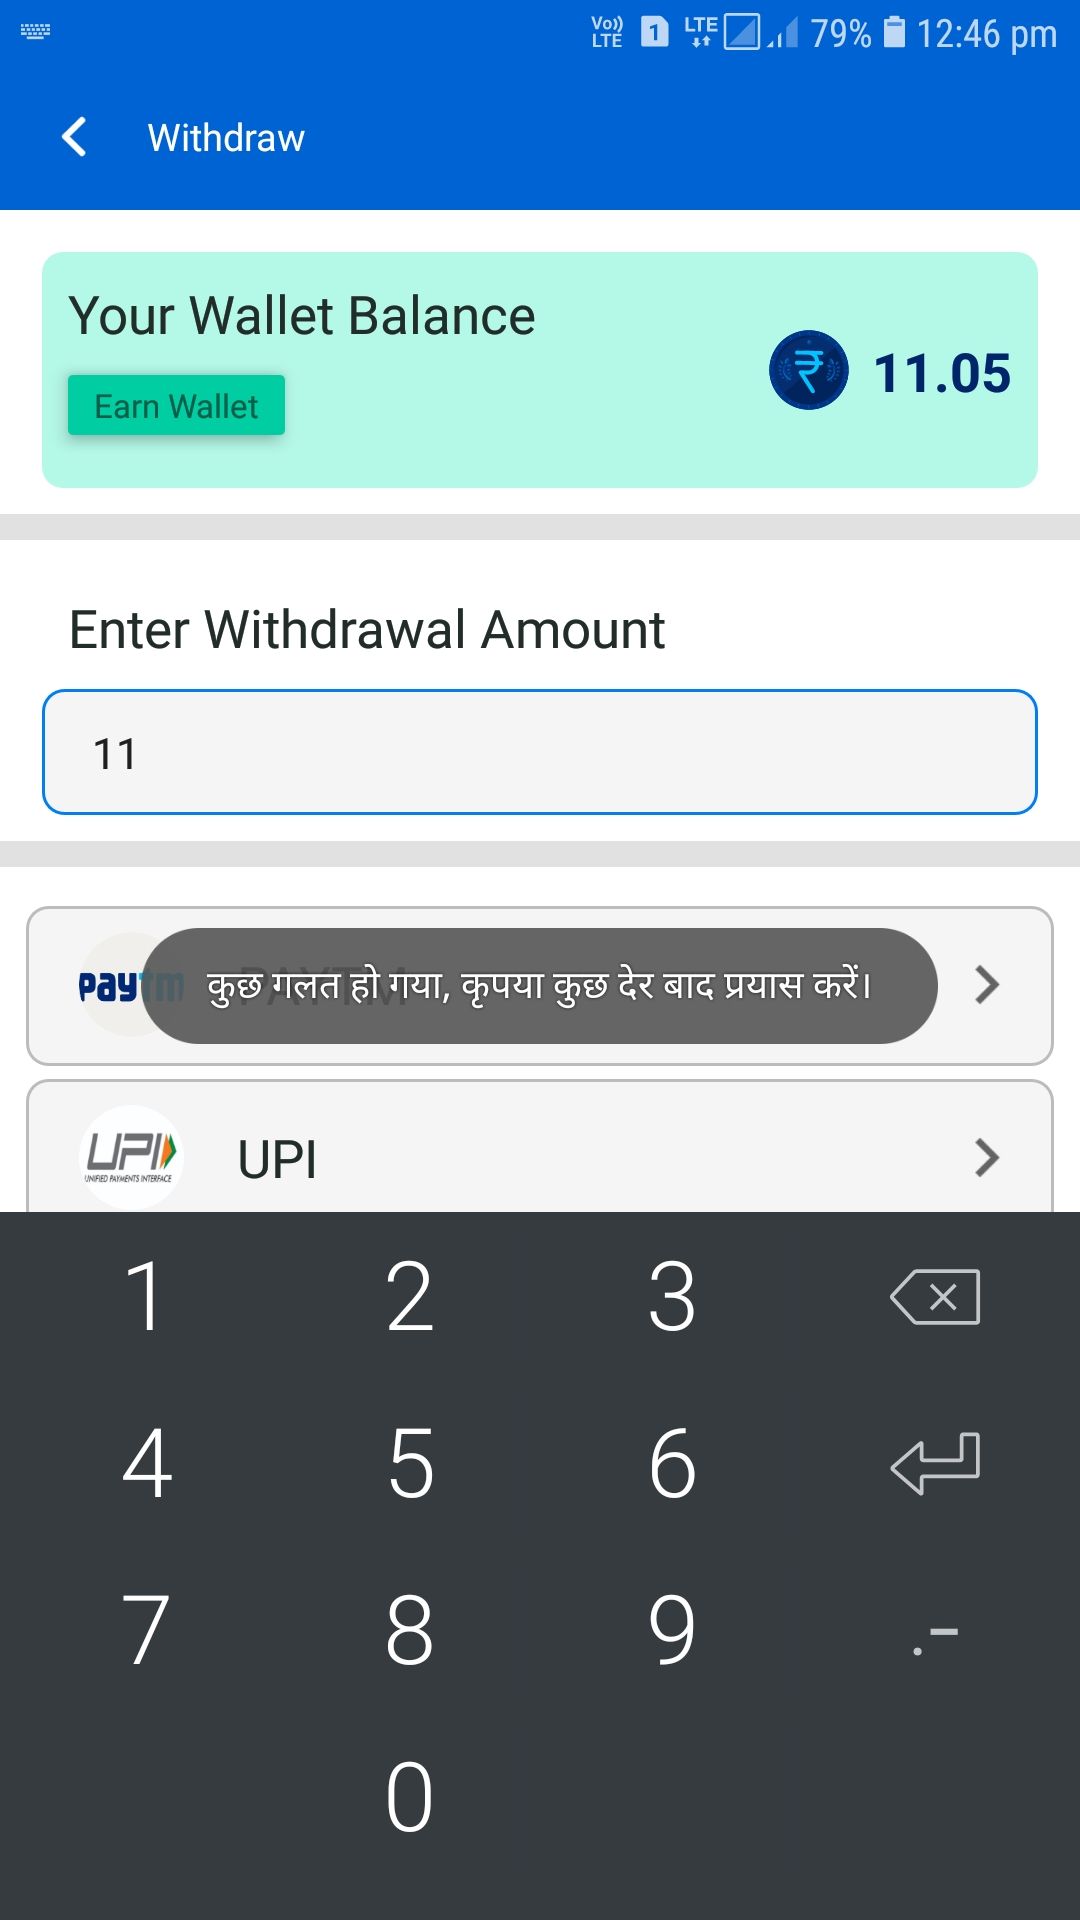 Vo)) LTE 1 LTE 79% 12:46 pm
Withdraw
Your Wallet Balance
₹ 11.05
Earn Wallet
Enter Withdrawal Amount
11
paytm PAYTM
कुछ गलत हो गया, कृपया कुछ देर बाद प्रयास करें।
UPI UPI
UNIFIED PAYMENTS INTERFACE
1 2 3
4 5 6
7 8 9 .-
0